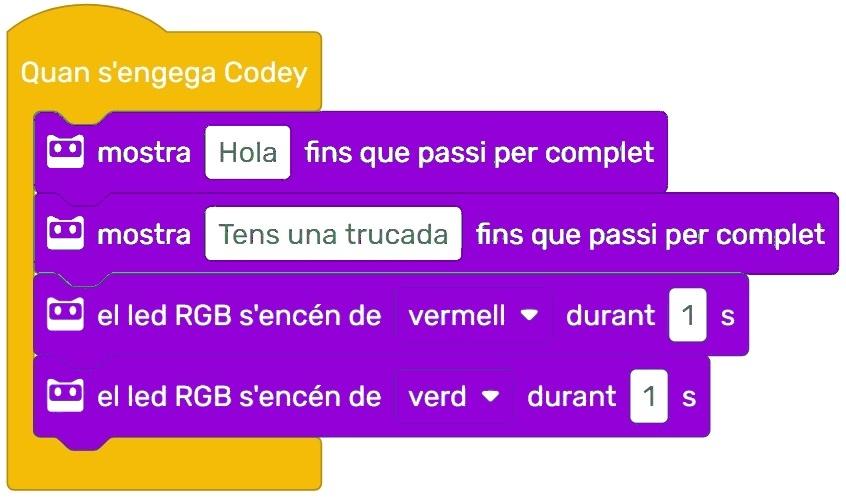 Quan s'engega Codey
mostra Hola fins que passi per complet
mostra Tens una trucada fins que passi per complet
el led RGB s'encén de vermell durant 1 s
el led RGB s'encén de verd durant 1 s